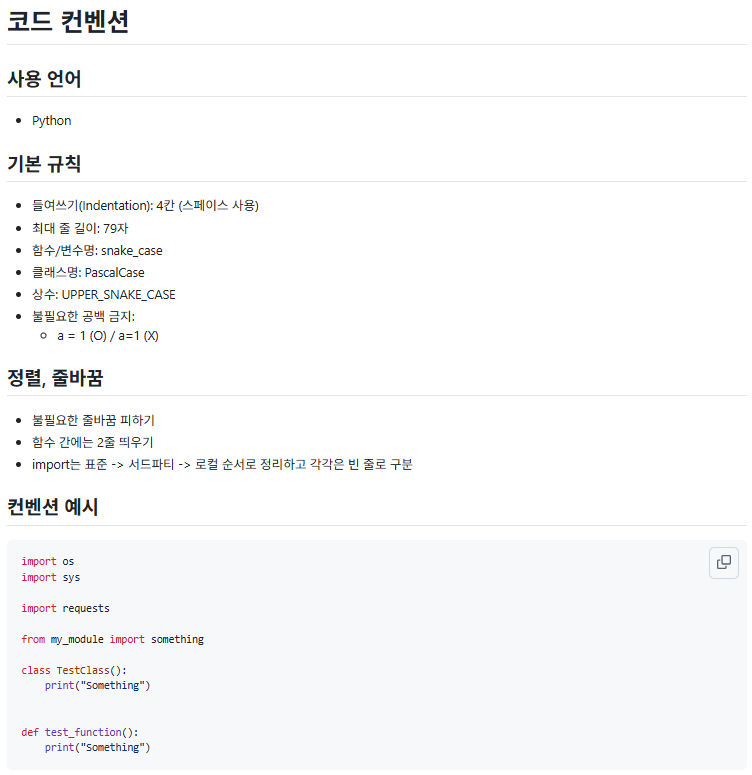 코드 컨벤션
사용 언어
Python
기본 규칙
들여쓰기(Indentation): 4칸 (스페이스 사용)
최대 줄 길이: 79자
함수/변수명: snake_case
클래스명: PascalCase
상수: UPPER_SNAKE_CASE
불필요한 공백 금지:
a = 1 (O) / a=1 (X)
정렬, 줄바꿈
불필요한 줄바꿈 피하기
함수 간에는 2줄 띄우기
import는 표준 -> 서드파티 -> 로컬 순서로 정리하고 각각은 빈 줄로 구분
컨벤션 예시
import os
import sys
import requests
from my_module import something
class TestClass():
    print("Something")
def test_function():
    print("Something")